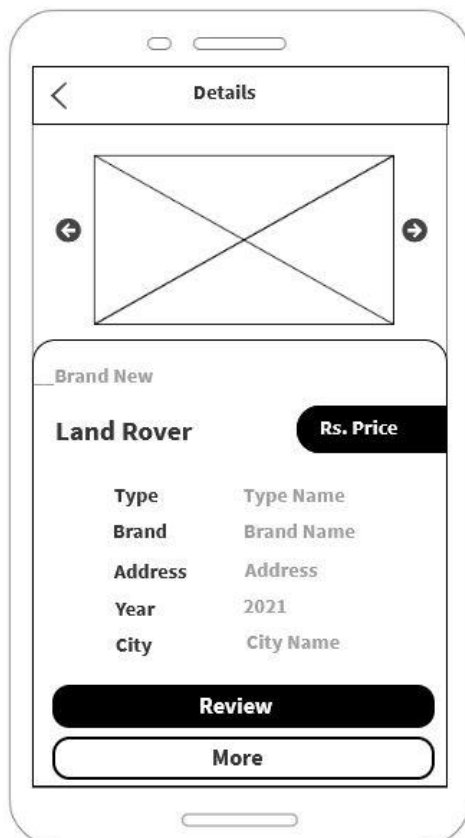 Details
__Brand New
Land Rover
Rs. Price
Type Type Name
Brand Brand Name
Address Address
Year 2021
City City Name
Review
More